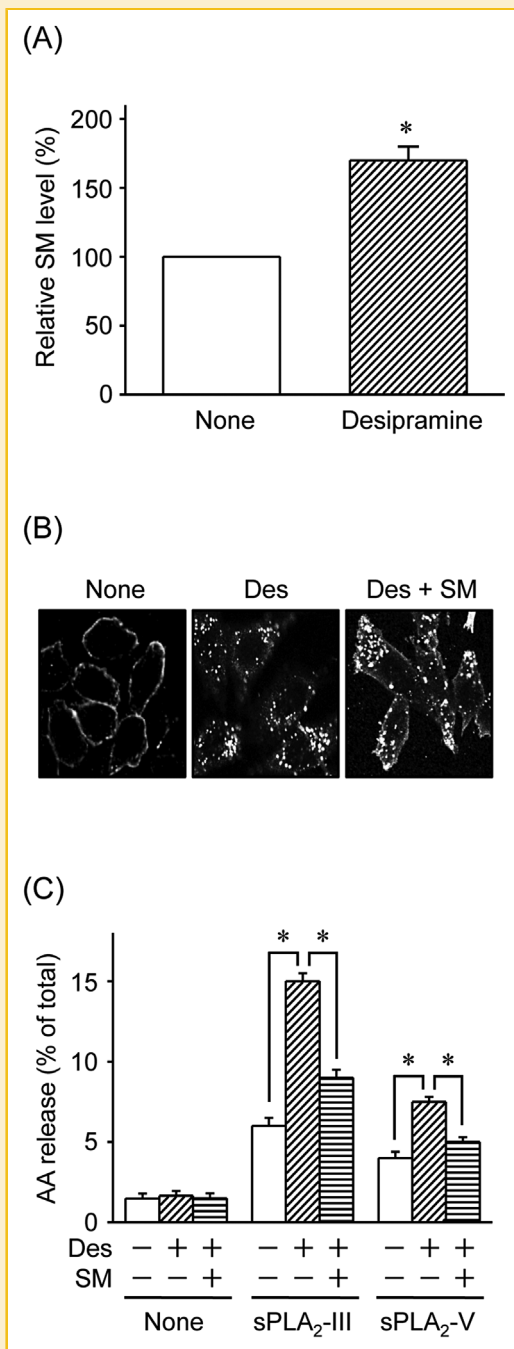 (A)
Relative SM level (%)
200
150
100
50
0
*
None Desipramine
(B)
None Des Des + SM
(C)
AA release (% of total)
15
10
5
0
* *
* *
Des − + + − + + − + +
SM − − + − − + − − +
None sPLA₂-III sPLA₂-V